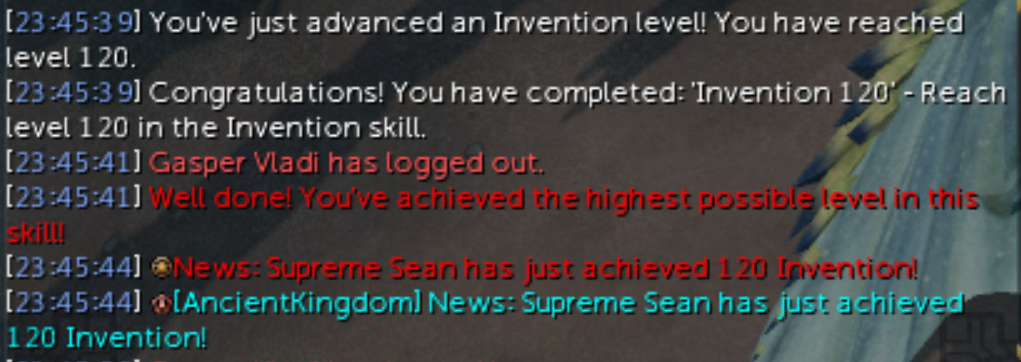 [23:45:39] You've just advanced an Invention level! You have reached
level 120.
[23:45:39] Congratulations! You have completed: 'Invention 120' - Reach
level 120 in the Invention skill.
[23:45:41] Gasper Vladi has logged out.
[23:45:41] Well done! You've achieved the highest possible level in this
skill!
[23:45:44] News: Supreme Sean has just achieved 120 Invention!
[23:45:44] [AncientKingdom] News: Supreme Sean has just achieved
120 Invention!